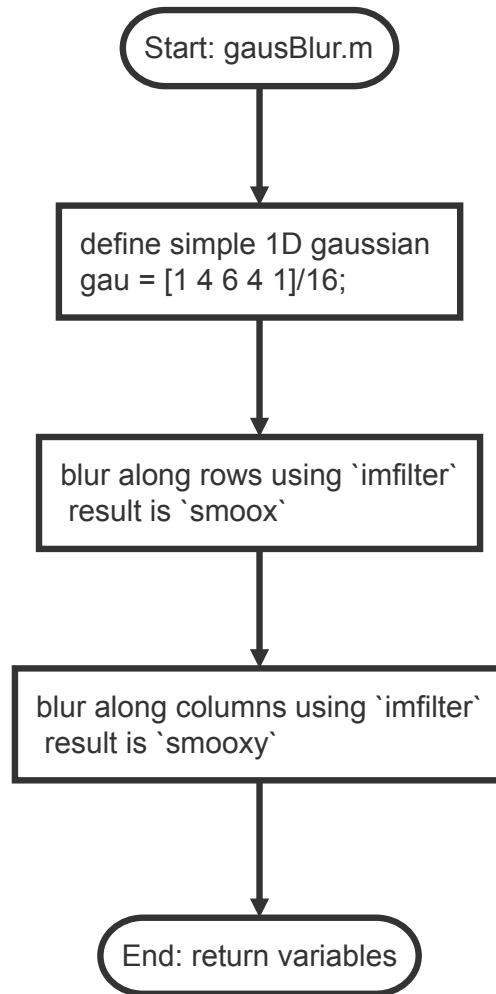 Start: gausBlur.m
define simple 1D gaussian
gau = [1 4 6 4 1]/16;
blur along rows using `imfilter`
result is `smoox`
blur along columns using `imfilter`
result is `smooxy`
End: return variables